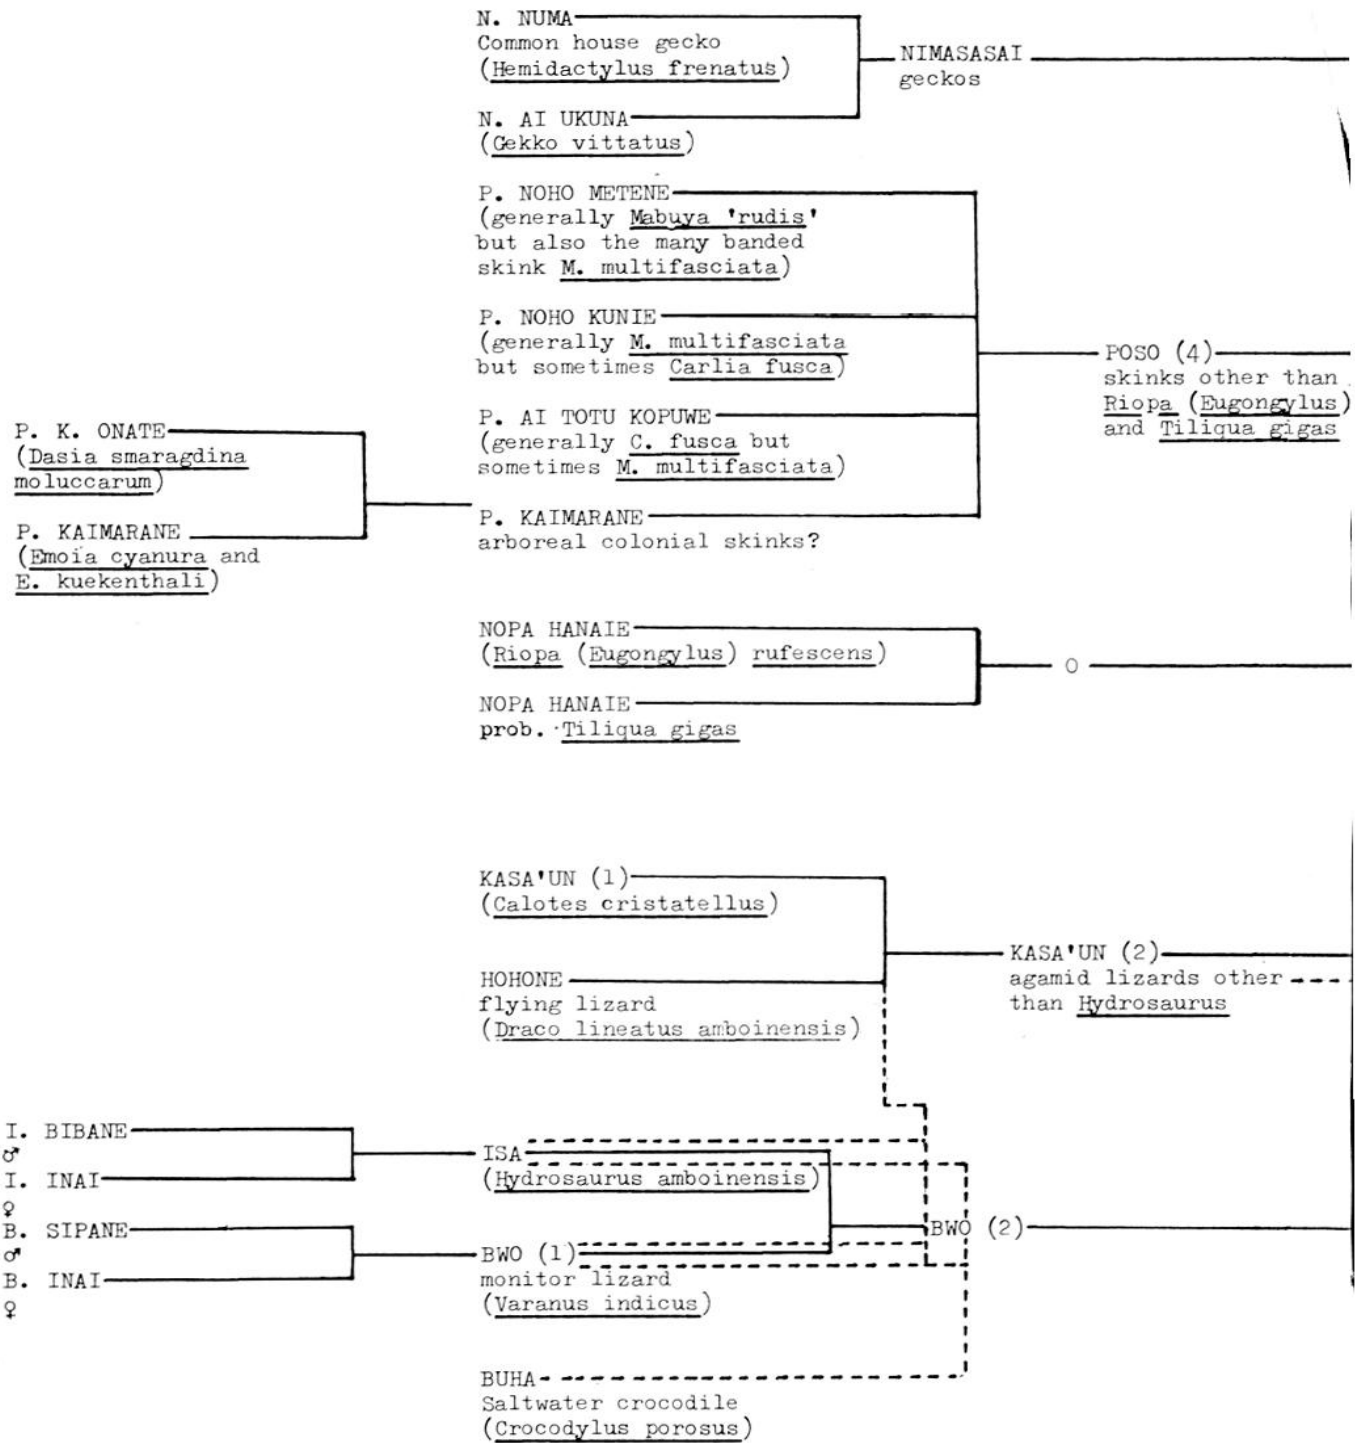 N. NUMA
Common house gecko
(Hemidactylus frenatus)
NIMASASAI
geckos
N. AI UKUNA
(Gekko vittatus)
P. NOHO METENE
(generally Mabuya 'rudis'
but also the many banded
skink M. multifasciata)
P. NOHO KUNIE
(generally M. multifasciata
but sometimes Carlia fusca)
POSO (4)
skinks other than
Riopa (Eugongylus)
and Tiliqua gigas
P. AI TOTU KOPUWE
(generally C. fusca but
sometimes M. multifasciata)
P. K. ONATE
(Dasia smaragdina
moluccarum)
P. KAIMARANE
(Emoia cyanura and
E. kuekenthali)
P. KAIMARANE
arboreal colonial skinks?
NOPA HANAIE
(Riopa (Eugongylus) rufescens)
O
NOPA HANAIE
prob. Tiliqua gigas
KASA'UN (1)
(Calotes cristatellus)
KASA'UN (2)
agamid lizards other
than Hydrosaurus
HOHONE
flying lizard
(Draco lineatus amboinensis)
I. BIBANE
♂
I. INAI
♀
ISA
(Hydrosaurus amboinensis)
B. SIPANE
♂
B. INAI
♀
BWO (1)
monitor lizard
(Varanus indicus)
BWO (2)
BUHA
Saltwater crocodile
(Crocodylus porosus)